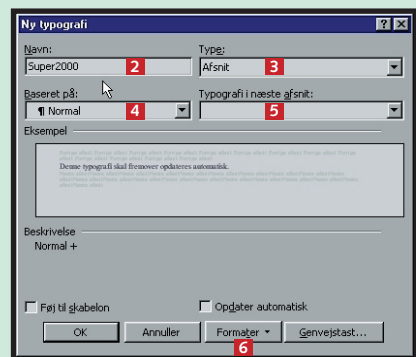 Ny typografi
Navn: Type:
Super2000 2 Afsnit 3
Baseret på: Typografi i næste afsnit:
¶ Normal 4 5
Eksempel
Denne typografi skal fremover opdateres automatisk.
Beskrivelse
Normal +
Føj til skabelon Opdater automatisk
OK Annuller Formater Genvejstast...
6